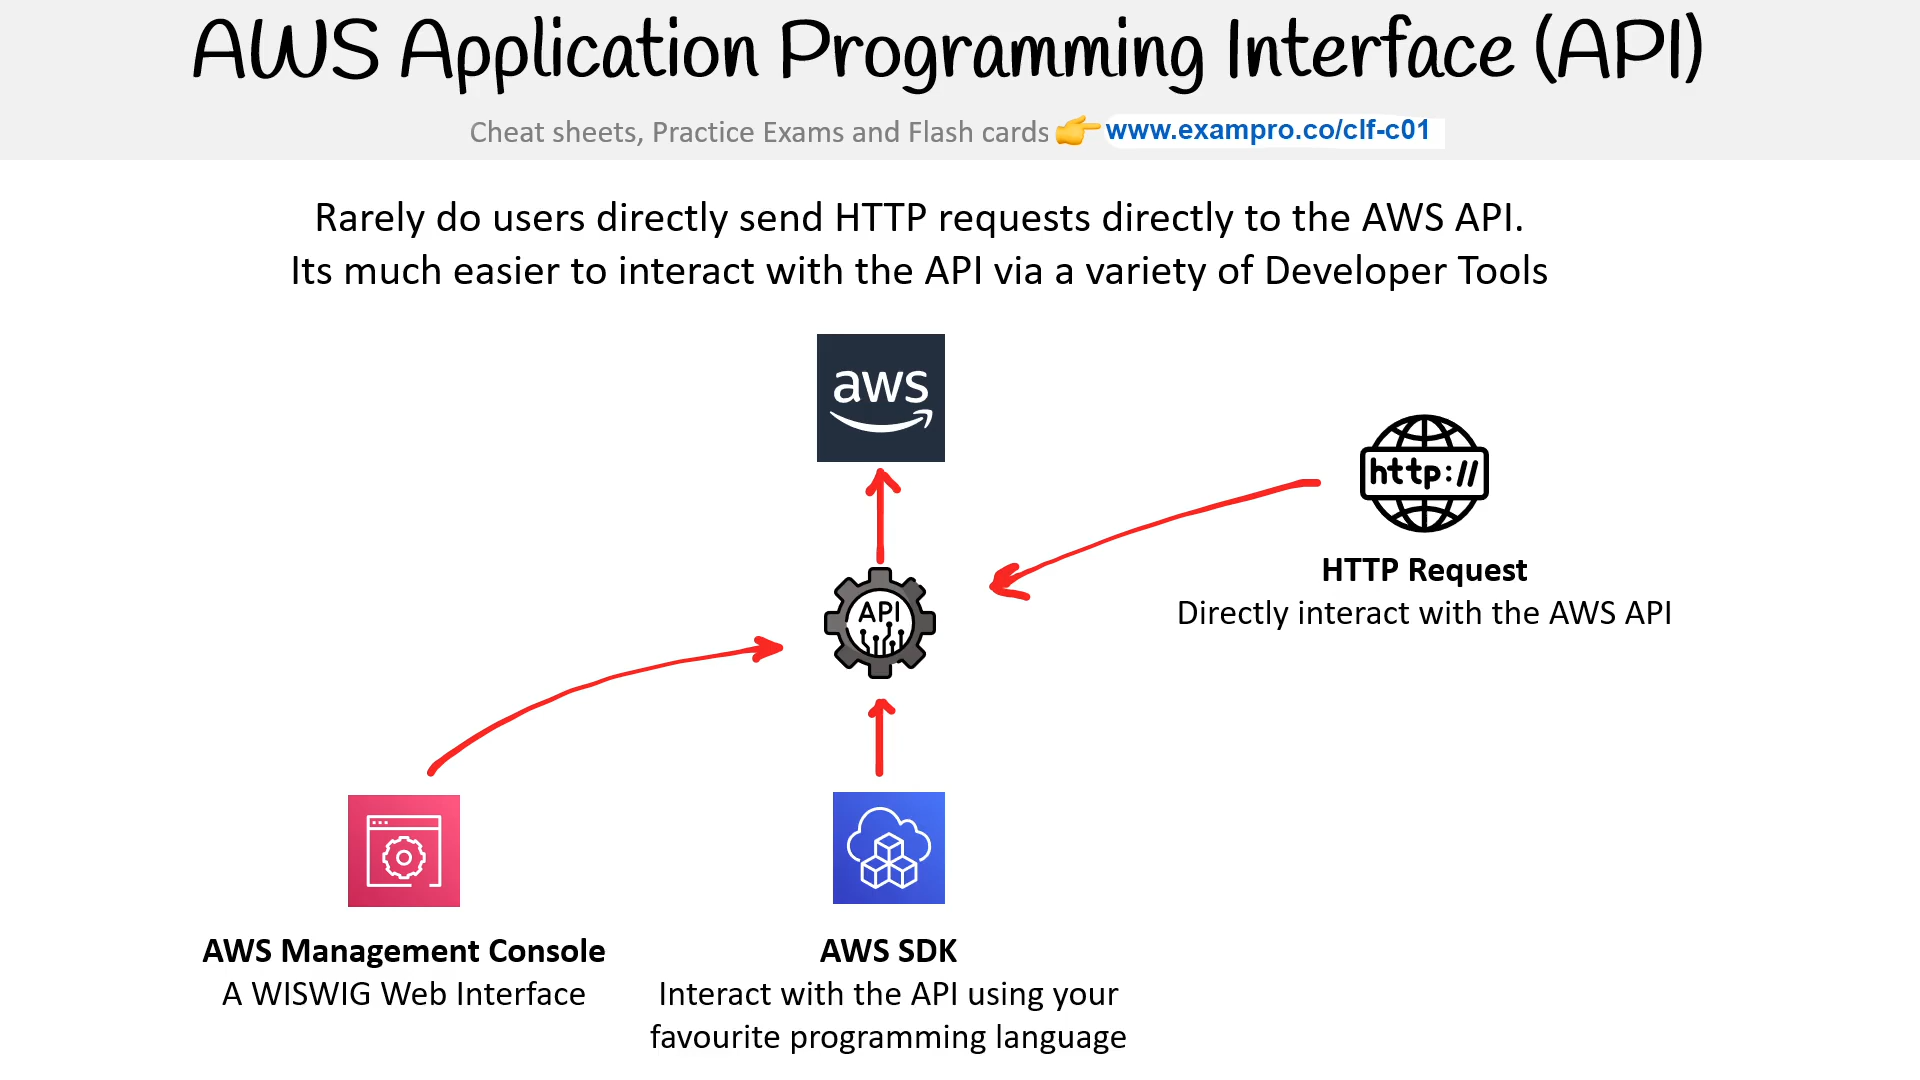 AWS Application Programming Interface (API)
Cheat sheets, Practice Exams and Flash cards 👉 www.exampro.co/clf-c01
Rarely do users directly send HTTP requests directly to the AWS API.
Its much easier to interact with the API via a variety of Developer Tools
aws
http://
HTTP Request
Directly interact with the AWS API
API
AWS Management Console
A WISWIG Web Interface
AWS SDK
Interact with the API using your
favourite programming language